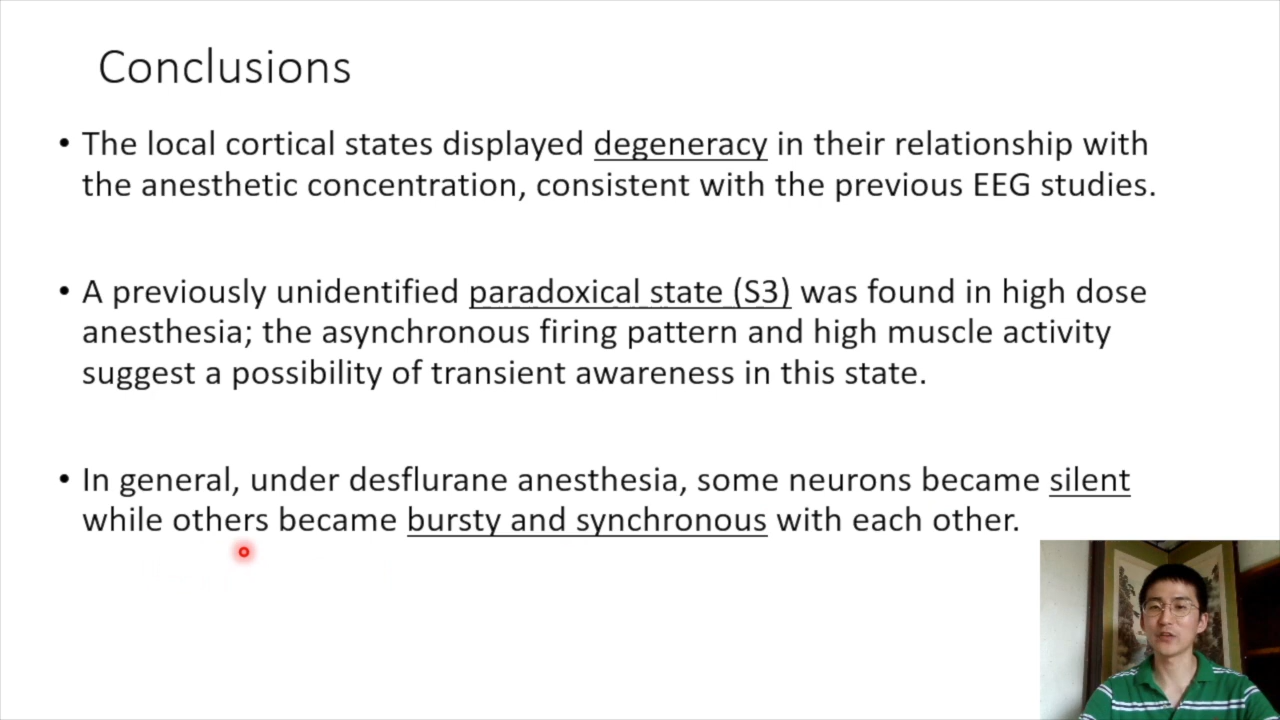 Conclusions
• The local cortical states displayed degeneracy in their relationship with
the anesthetic concentration, consistent with the previous EEG studies.
• A previously unidentified paradoxical state (S3) was found in high dose
anesthesia; the asynchronous firing pattern and high muscle activity
suggest a possibility of transient awareness in this state.
• In general, under desflurane anesthesia, some neurons became silent
while others became bursty and synchronous with each other.